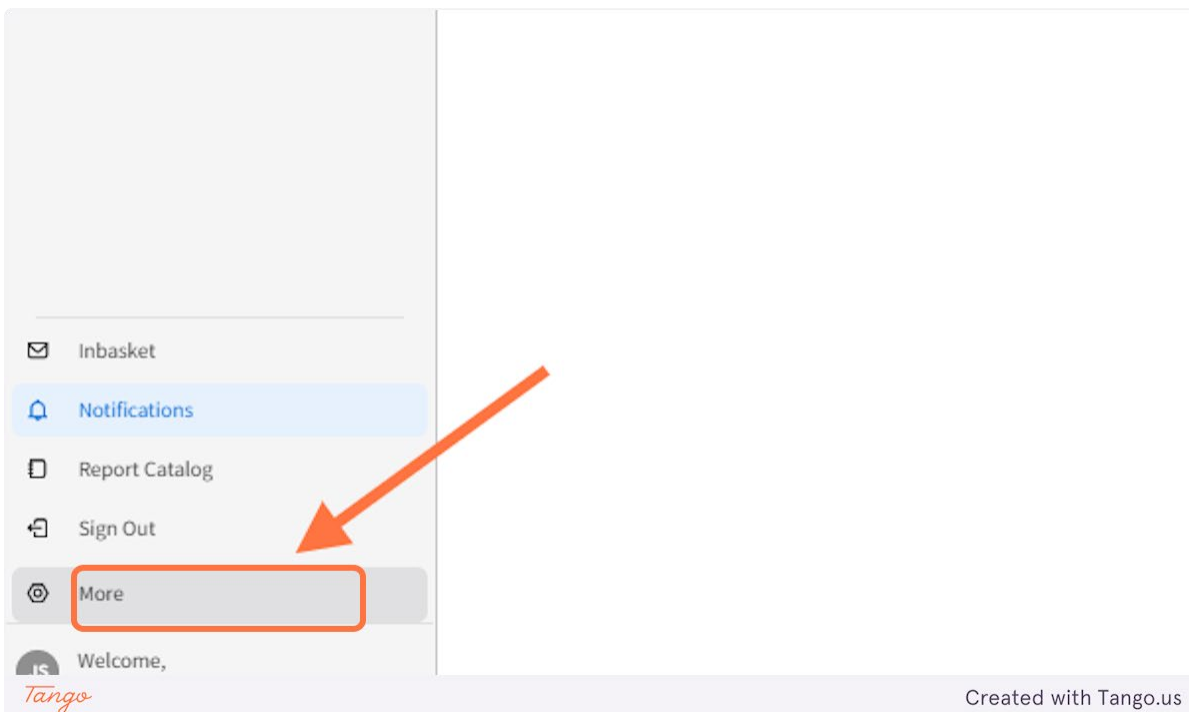 Inbasket
Notifications
Report Catalog
Sign Out
More
JS
Welcome,
Tango
Created with Tango.us